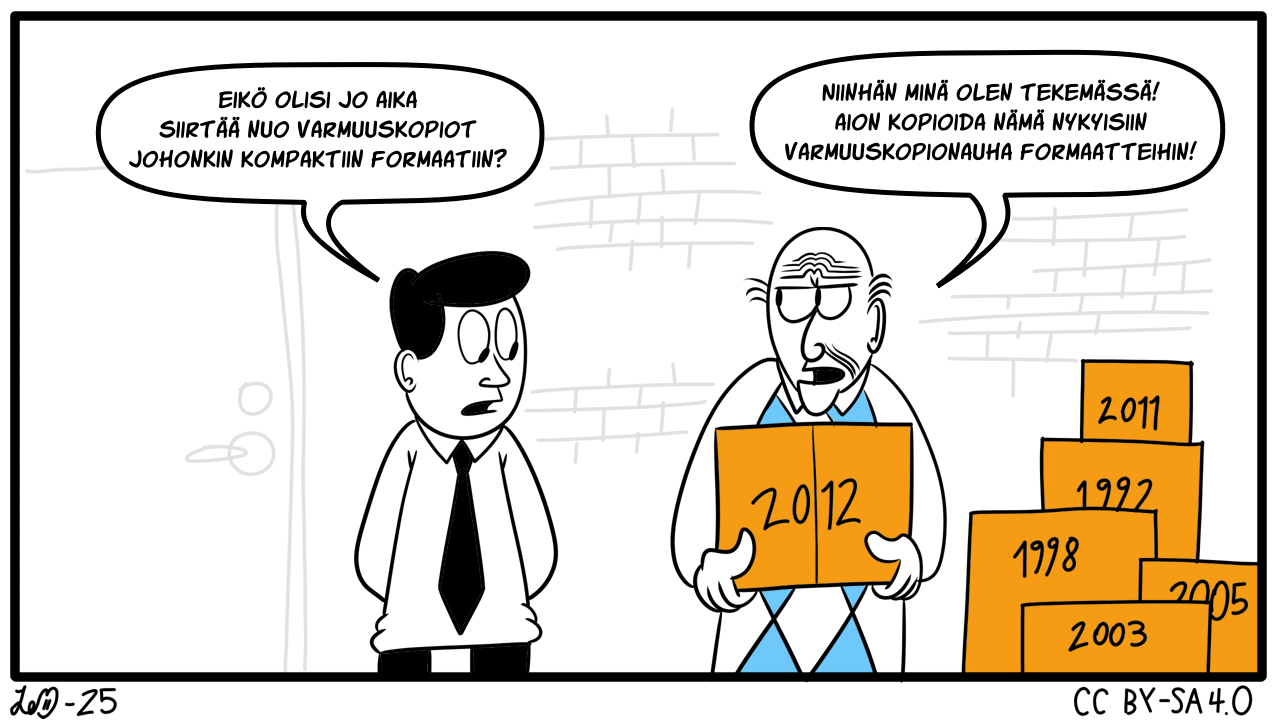 EIKÖ OLISI JO AIKA
SIIRTÄÄ NUO VARMUUSKOPIOT
JOHONKIN KOMPAKTIIN FORMAATIIN?
NIINHÄN MINÄ OLEN TEKEMÄSSÄ!
AION KOPIOIDA NÄMÄ NYKYISIIN
VARMUUSKOPIONAUHA FORMAATTEIHIN!
2012
2011
1992
1998
2005
2003
-25
CC BY-SA 4.0